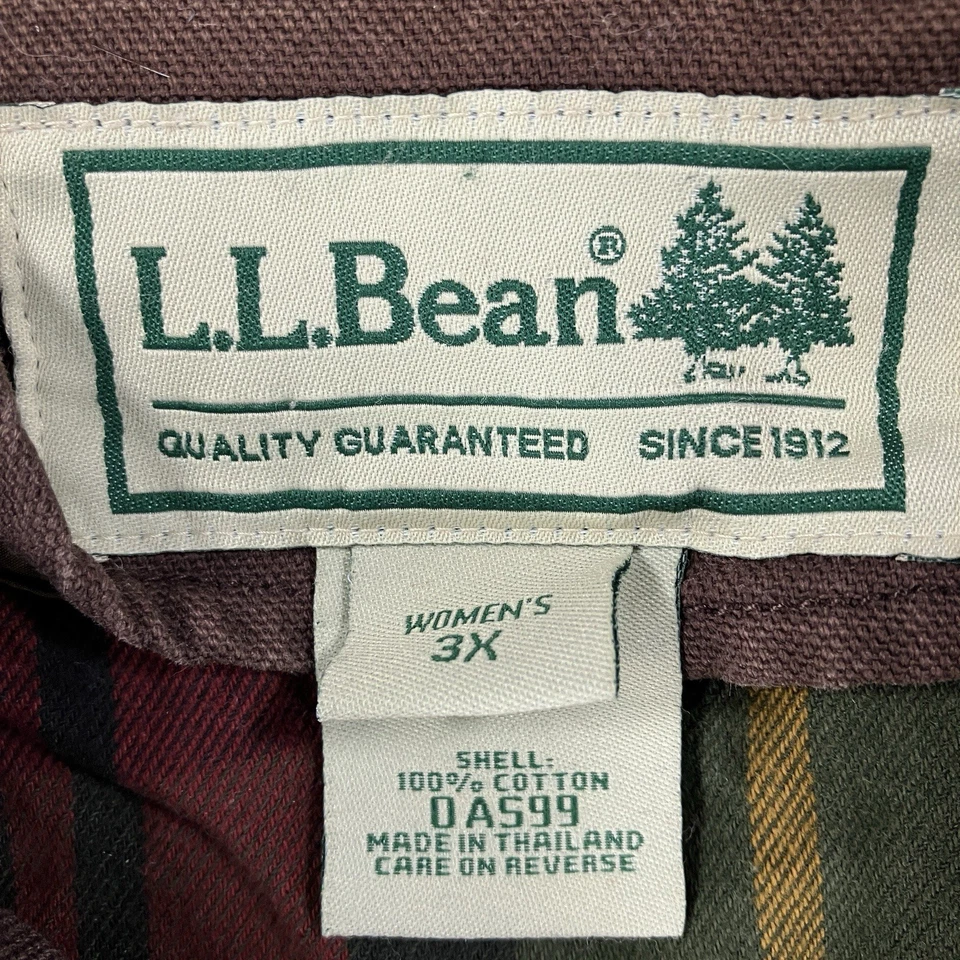 L.L.Bean®
QUALITY GUARANTEED SINCE 1912
WOMEN'S
3X
SHELL:
100% COTTON
0AS99
MADE IN THAILAND
CARE ON REVERSE